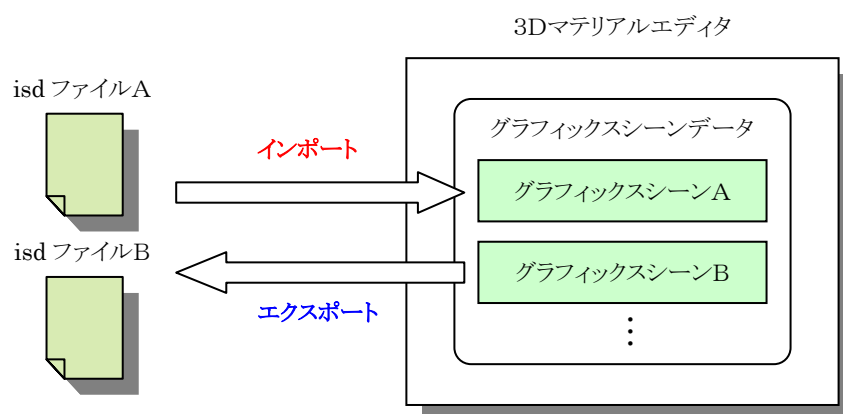 3Dマテリアルエディタ
isd ファイルA
グラフィックスシーンデータ
インポート
グラフィックスシーンA
isd ファイルB
グラフィックスシーンB
エクスポート
⋮